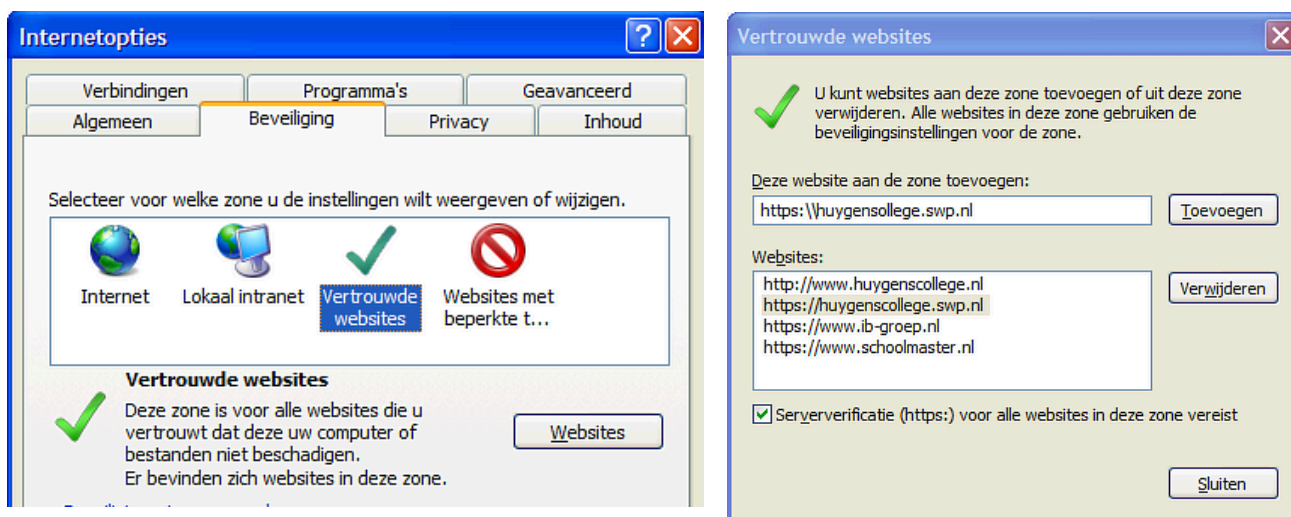 Internetopties
Verbindingen Programma's Geavanceerd
Algemeen Beveiliging Privacy Inhoud
Selecteer voor welke zone u de instellingen wilt weergeven of wijzigen.
Internet Lokaal intranet Vertrouwde websites Websites met beperkte t...
Vertrouwde websites
Deze zone is voor alle websites die u
vertrouwt dat deze uw computer of
bestanden niet beschadigen.
Er bevinden zich websites in deze zone.
Websites
Vertrouwde websites
U kunt websites aan deze zone toevoegen of uit deze zone
verwijderen. Alle websites in deze zone gebruiken de
beveiligingsinstellingen voor de zone.
Deze website aan de zone toevoegen:
https:\\huygensollege.swp.nl Toevoegen
Websites:
http://www.huygenscollege.nl
https://huygenscollege.swp.nl
https://www.ib-groep.nl
https://www.schoolmaster.nl
Verwijderen
Serververificatie (https:) voor alle websites in deze zone vereist
Sluiten